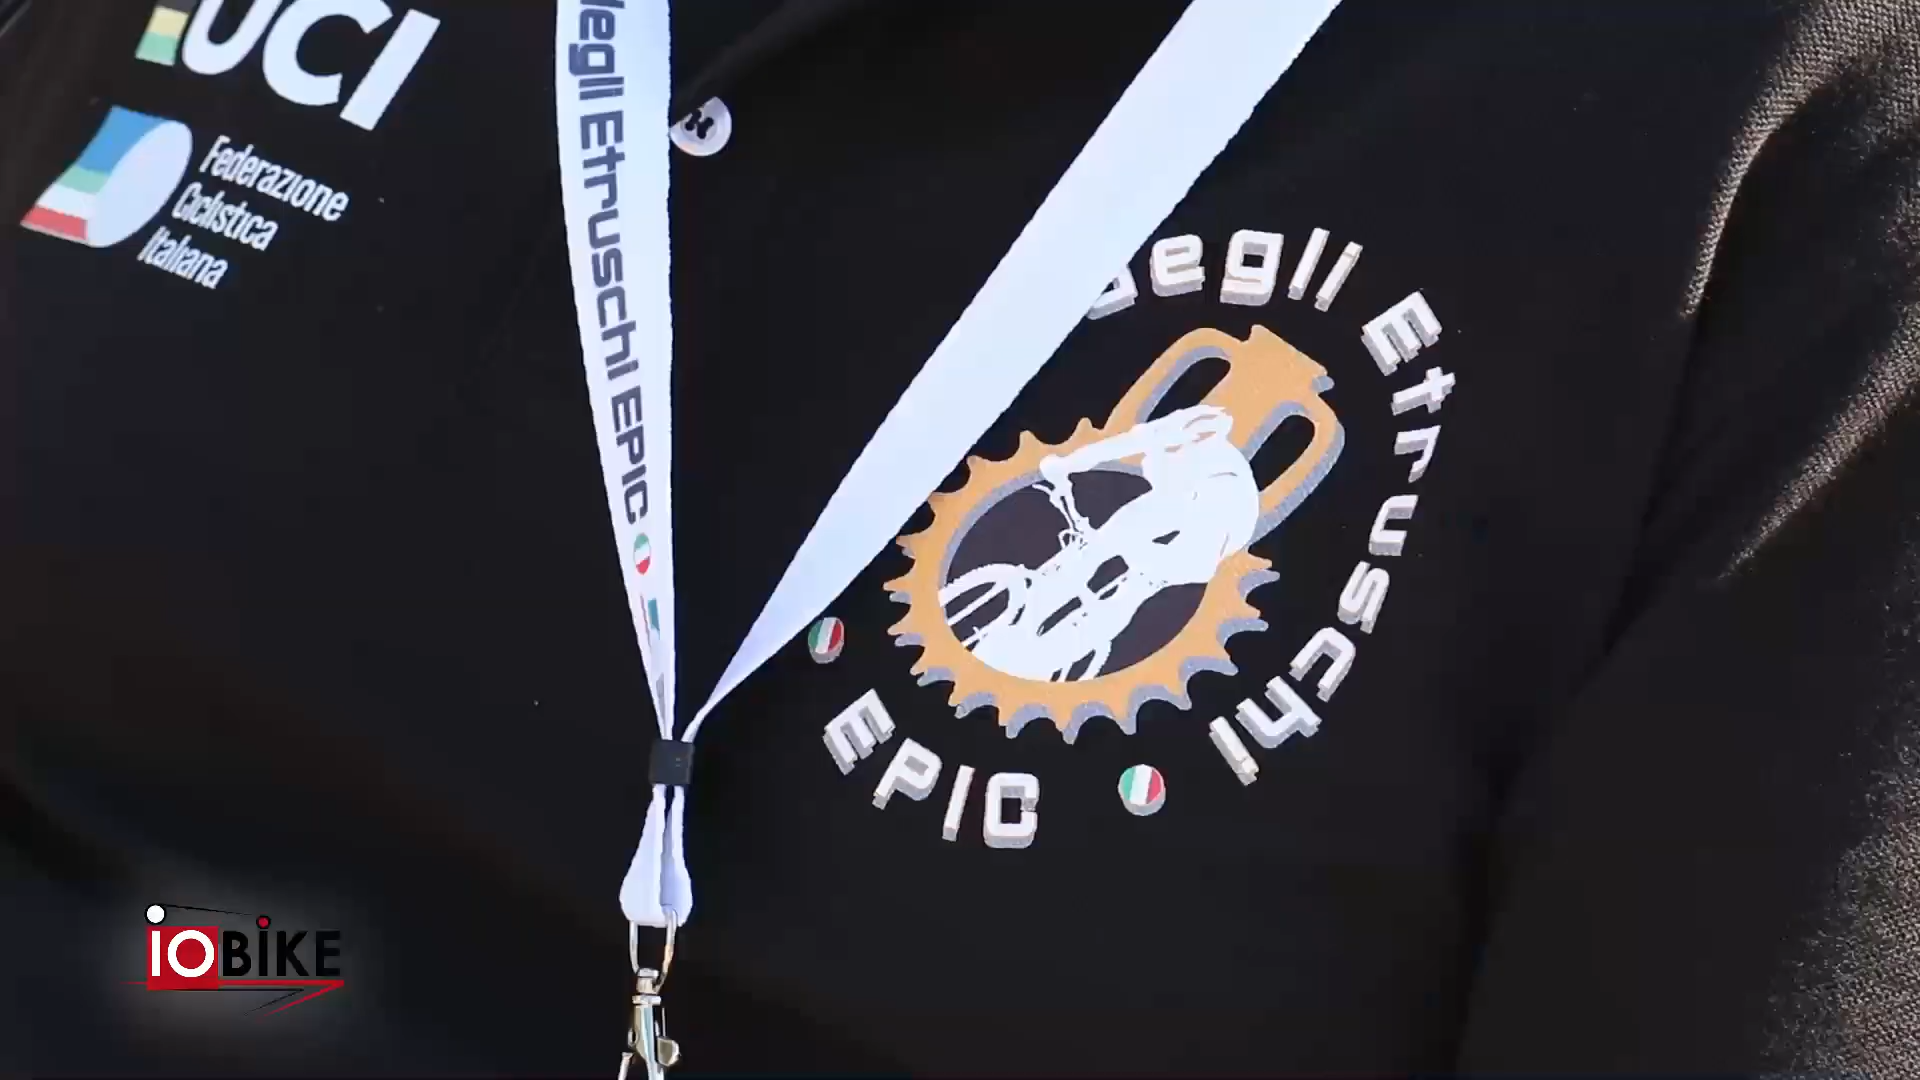 UCI
Federazione
Ciclistica
Italiana
degli Etruschi EPIC
degli Etruschi
EPIC
iOBiKE